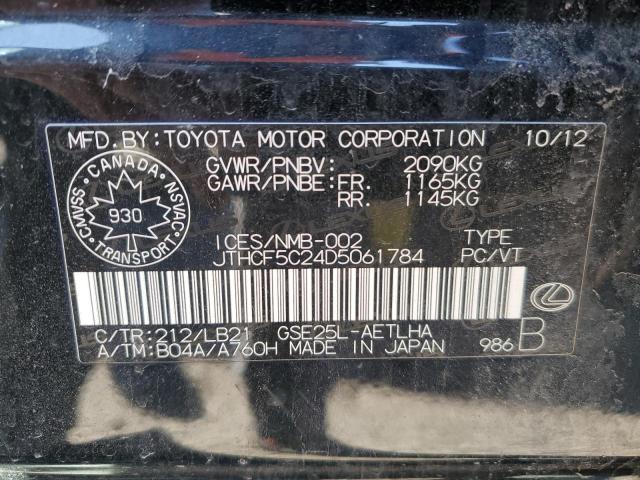 MFD. BY: TOYOTA MOTOR CORPORATION 10/12
GVWR/PNBV: 2090KG
GAWR/PNBE: FR. 1165KG
RR. 1145KG
CANADA
CMVSS NSVAC
930
ICES/NMB-002 TYPE
JTHCF5C24D5061784 PC/VT
C/TR: 212/LB21 GSE25L-AETLHA
A/TM: B04A/A760H MADE IN JAPAN 986 B